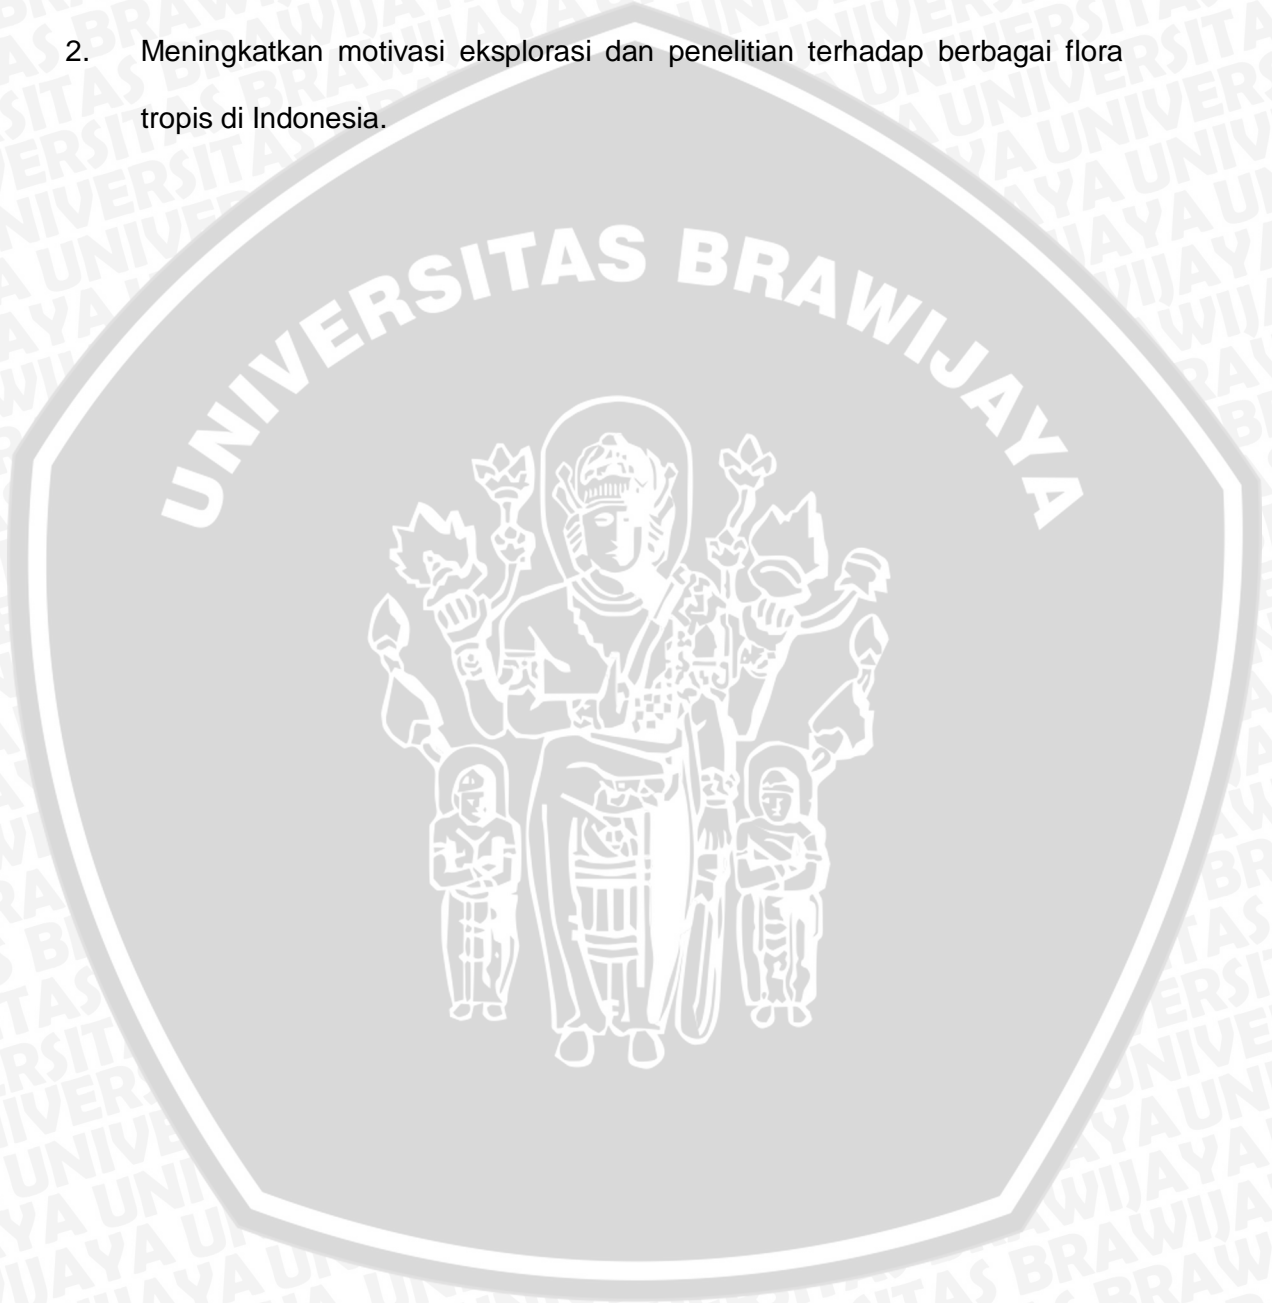 2. Meningkatkan motivasi eksplorasi dan penelitian terhadap berbagai flora
tropis di Indonesia.
UNIVERSITAS BRAWIJAYA